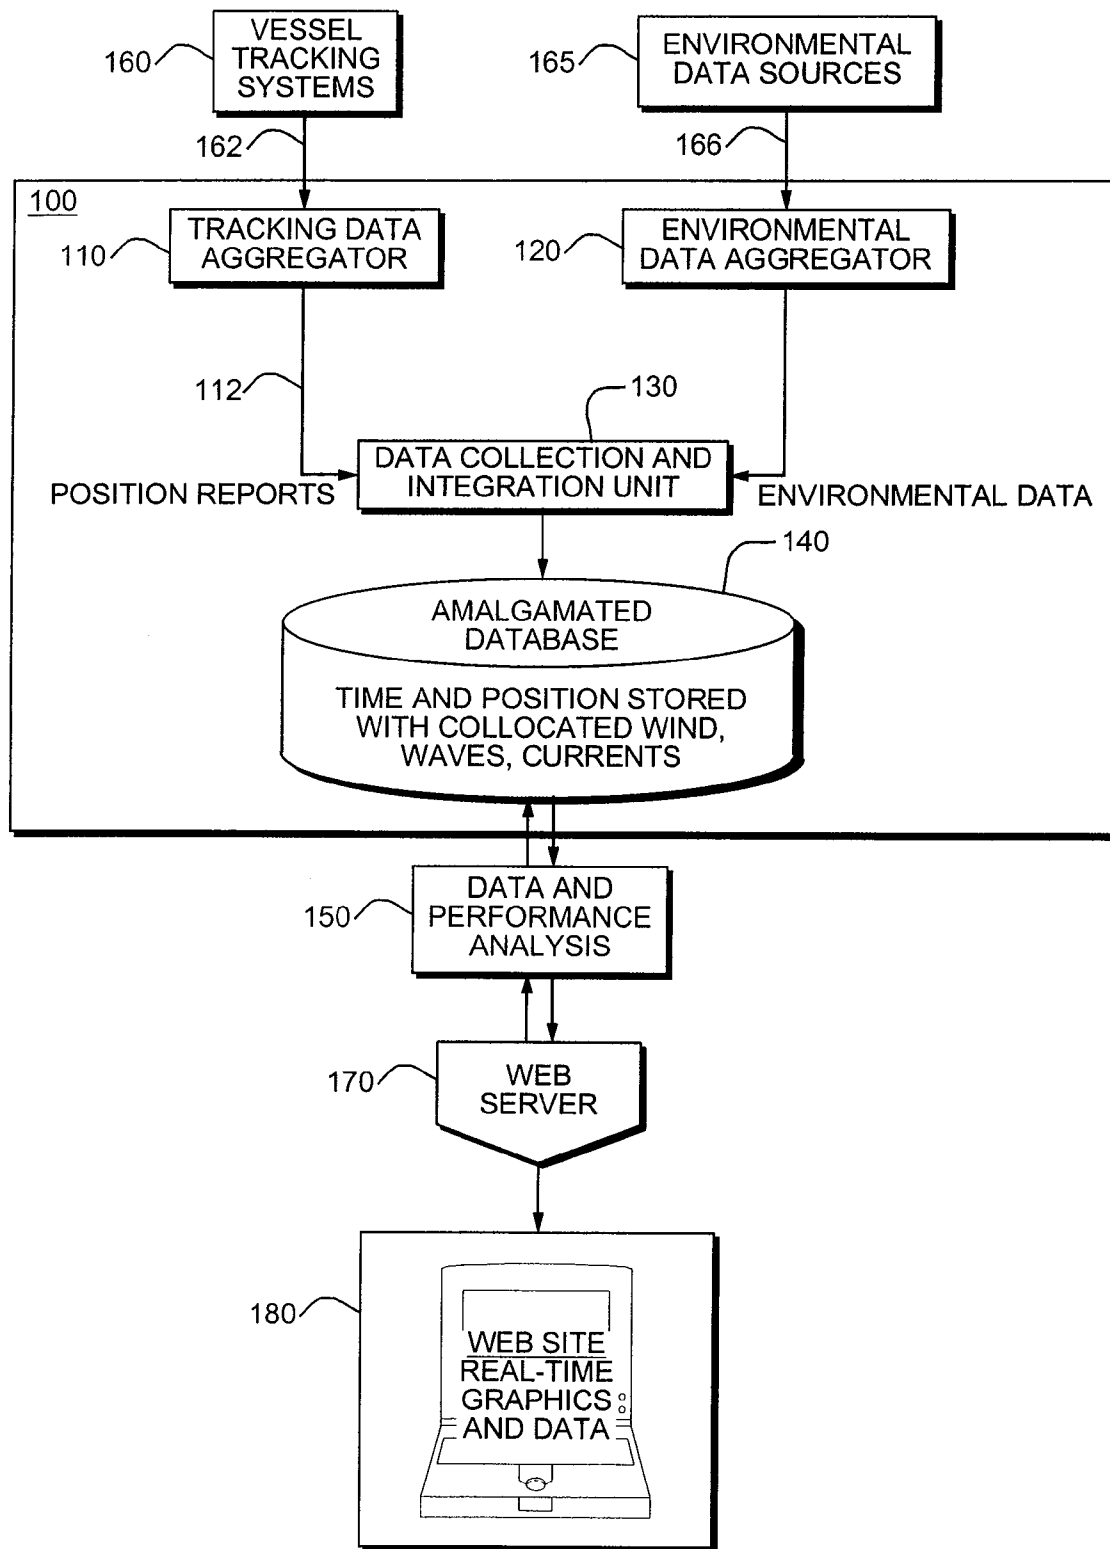 160
VESSEL
TRACKING
SYSTEMS
165
ENVIRONMENTAL
DATA SOURCES
162
166
100
110
TRACKING DATA
AGGREGATOR
120
ENVIRONMENTAL
DATA AGGREGATOR
112
130
DATA COLLECTION AND
INTEGRATION UNIT
POSITION REPORTS
ENVIRONMENTAL DATA
140
AMALGAMATED
DATABASE
TIME AND POSITION STORED
WITH COLLOCATED WIND,
WAVES, CURRENTS
150
DATA AND
PERFORMANCE
ANALYSIS
170
WEB
SERVER
180
WEB SITE
REAL-TIME
GRAPHICS
AND DATA